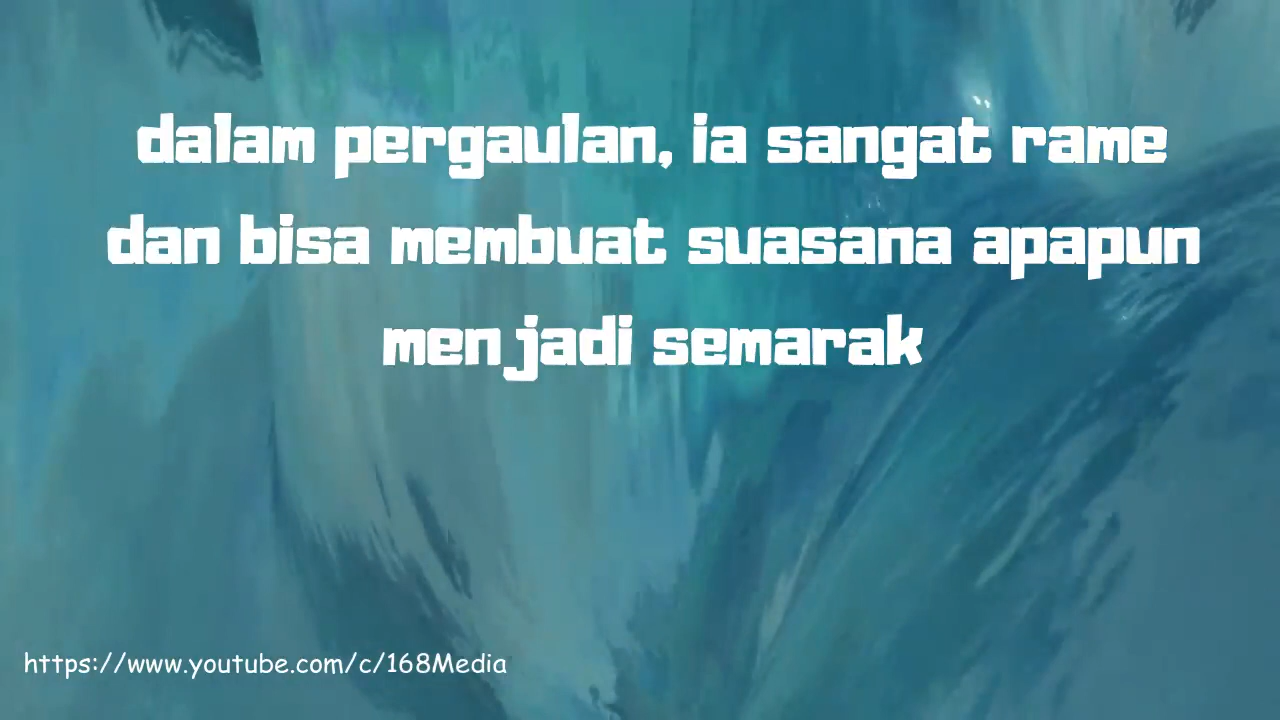 dalam pergaulan, ia sangat rame
dan bisa membuat suasana apapun
menjadi semarak
https://www.youtube.com/c/168Media